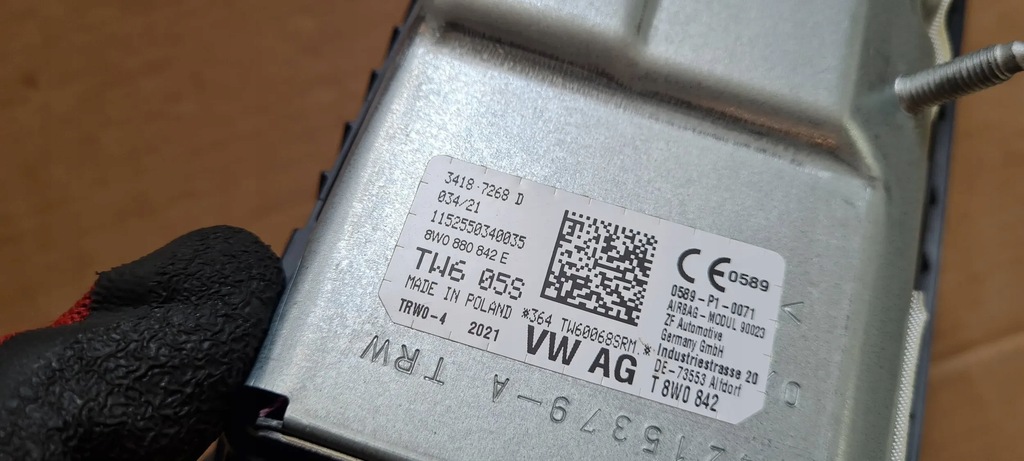 3418-7268 D
034/21
1152550340035
8W0 880 842 E
TW6 05S
MADE IN POLAND
TRW0-4 2021
*364 TW60068SRM.*
VW AG
CE 0589
0589-P1-0071
AIRBAG-MODUL 90023
ZF Automotive
Germany GmbH
Industriestrasse 20
DE-73553 Alfdorf
T 8W0 842
TRW
215379-A